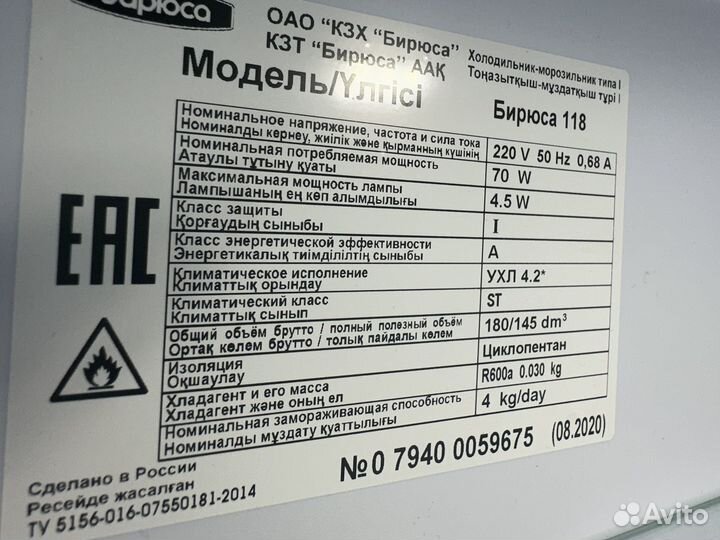 Бирюса
ОАО “КЗХ “Бирюса”
КЗТ “Бирюса” ААҚ
Холодильник-морозильник типа I
Тоңазытқыш-мұздатқыш түрі I
Модель/Үлгісі
Бирюса 118
Номинальное напряжение, частота и сила тока
Номиналды кернеу, жиілік және қырманның күшінің
220 V 50 Hz 0,68 A
Номинальная потребляемая мощность
Атаулы тұтыну қуаты
70 W
Максимальная мощность лампы
Лампышаның ең көп алымдылығы
4.5 W
Класс защиты
Қорғаудың сыныбы
I
Класс энергетической эффективности
Энергетикалық тиімділілтің сыныбы
A
Климатическое исполнение
Климаттық орындау
УХЛ 4.2*
Климатический класс
Климаттық сынып
ST
Общий объём брутто / полный полезный объём
Ортақ көлем брутто / толық пайдалы көлем
180/145 dm³
Изоляция
Оқшаулау
Циклопентан
Хладагент и его масса
Хладагент және оның ел
R600a 0.030 kg
Номинальная замораживающая способность
Номиналды мұздату қуаттылығы
4 kg/day
EAC
№0 7940 0059675 (08.2020)
Сделано в России
Ресейде жасалған
ТУ 5156-016-07550181-2014
Avito